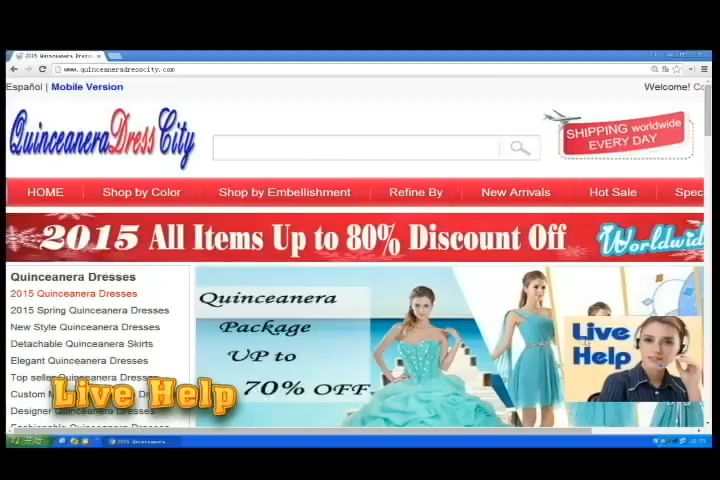 2015 Quinceanera Dress
www.quinceaneradresscity.com
Español | Mobile Version
Welcome!
QuinceaneraDressCity
SHIPPING worldwide
EVERY DAY
HOME
Shop by Color
Shop by Embellishment
Refine By
New Arrivals
Hot Sale
Spec
2015 All Items Up to 80% Discount Off
Worldwid
Quinceanera Dresses
2015 Quinceanera Dresses
2015 Spring Quinceanera Dresses
New Style Quinceanera Dresses
Detachable Quinceanera Skirts
Elegant Quinceanera Dresses
Top seller Quinceanera Dresses
Custom
Designer Quinceanera Dresses
Quinceanera
Package
UP to
70% OFF
Live
Help
Live Help
开始
2015 Quinceanera